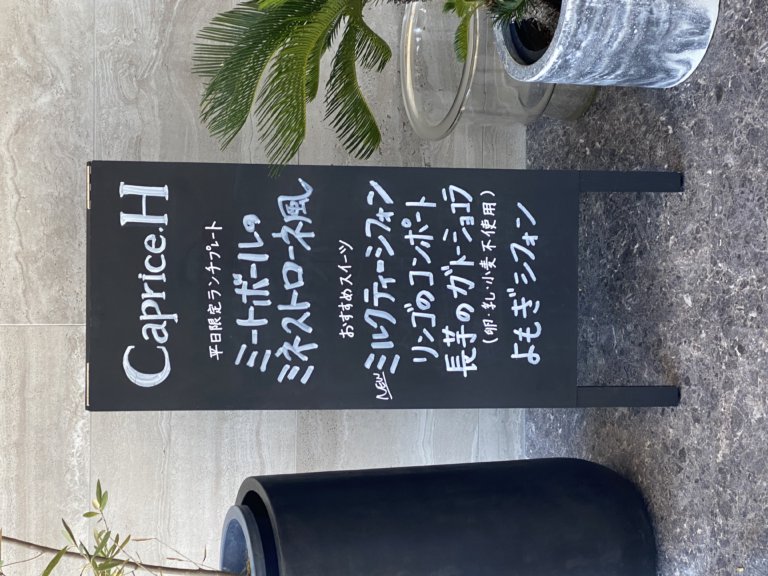 Caprice.H
平日限定ランチプレート
ミートボールの
ミネストローネ風
おすすめスイーツ
NEW ミルクティーシフォン
リンゴのコンポート
長芋のガトーショコラ
(卵・乳・小麦不使用)
よもぎシフォン